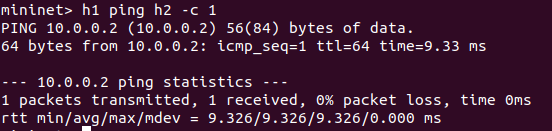 mininet> h1 ping h2 -c 1
PING 10.0.0.2 (10.0.0.2) 56(84) bytes of data.
64 bytes from 10.0.0.2: icmp_seq=1 ttl=64 time=9.33 ms

--- 10.0.0.2 ping statistics ---
1 packets transmitted, 1 received, 0% packet loss, time 0ms
rtt min/avg/max/mdev = 9.326/9.326/9.326/0.000 ms